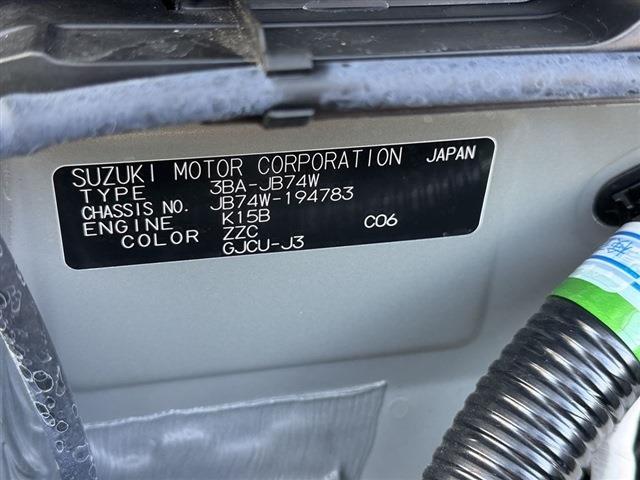 SUZUKI MOTOR CORPORATION JAPAN
TYPE 3BA-JB74W
CHASSIS NO. JB74W-194783
ENGINE K15B C06
COLOR ZZC
GJCU-J3